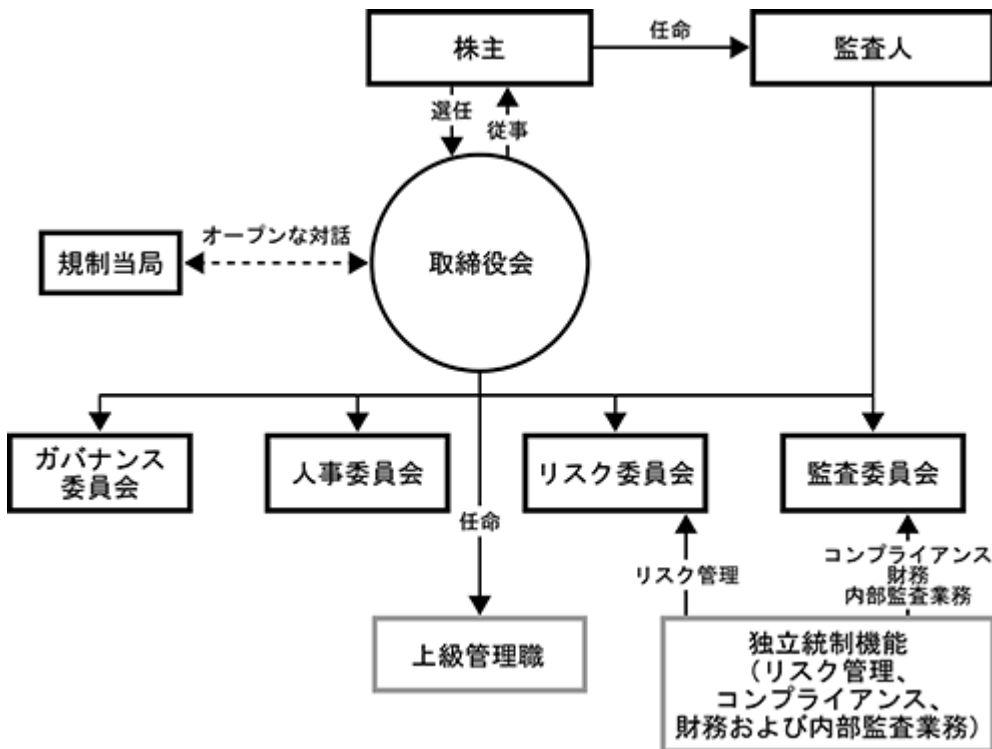 株主
任命
監査人
選任
従事
規制当局
オープンな対話
取締役会
ガバナンス
委員会
人事委員会
リスク委員会
監査委員会
任命
リスク管理
コンプライアンス
財務
内部監査業務
上級管理職
独立統制機能
（リスク管理、
コンプライアンス、
財務および内部監査業務）